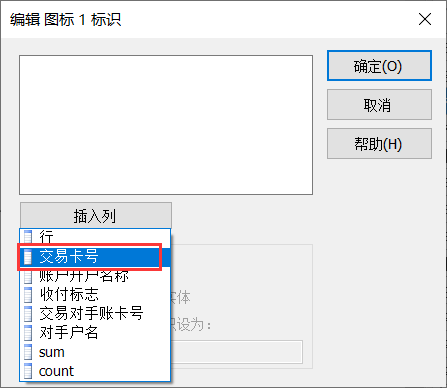 编辑 图标 1 标识
确定(O)
取消
帮助(H)
插入列
行
交易卡号
账户开户名称
收付标志
实体
交易对手账卡号
识设为:
对手户名
sum
count